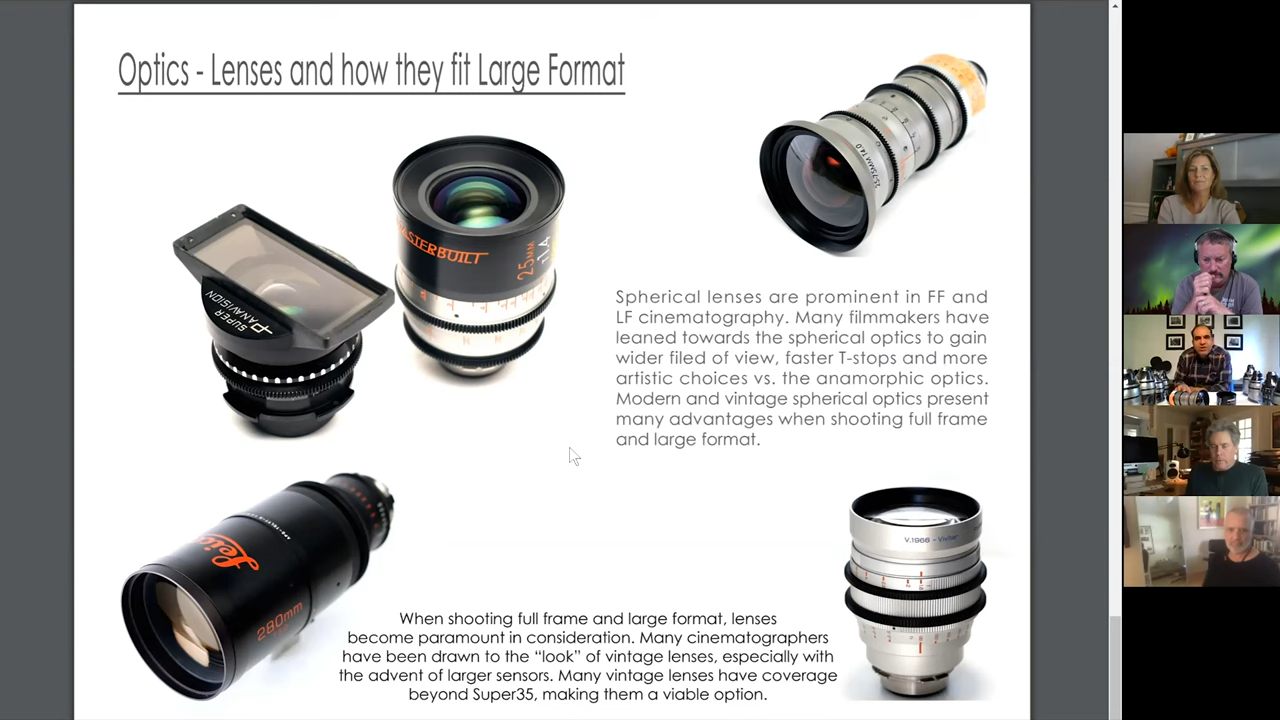 Optics - Lenses and how they fit Large Format
25-75MM T4.0
MASTERBUILT
25MM
SUPER
PANAVISION
Spherical lenses are prominent in FF and
LF cinematography. Many filmmakers have
leaned towards the spherical optics to gain
wider filed of view, faster T-stops and more
artistic choices vs. the anamorphic optics.
Modern and vintage spherical optics present
many advantages when shooting full frame
and large format.
Leica
280mm
V.1966 -
When shooting full frame and large format, lenses
become paramount in consideration. Many cinematographers
have been drawn to the “look” of vintage lenses, especially with
the advent of larger sensors. Many vintage lenses have coverage
beyond Super35, making them a viable option.